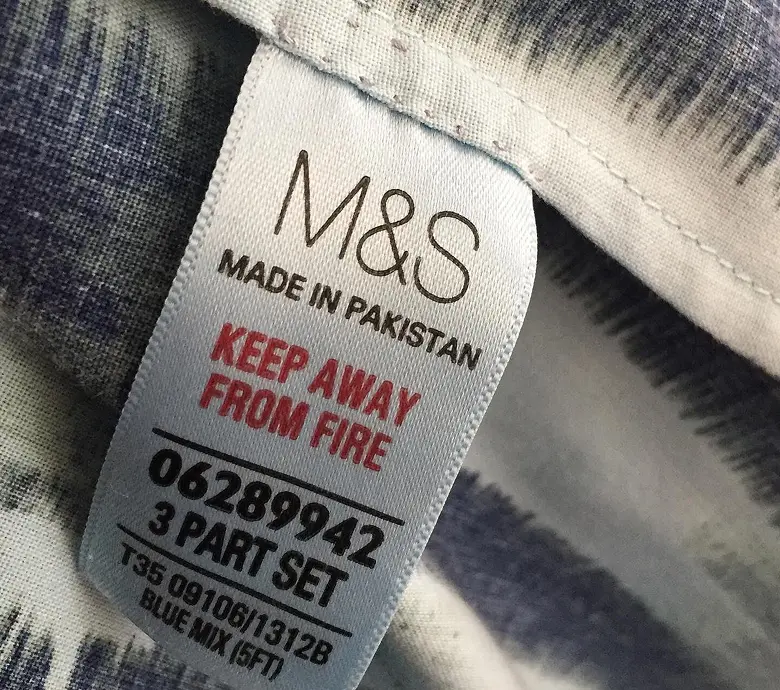 M&S
MADE IN PAKISTAN
KEEP AWAY
FROM FIRE
06289942
3 PART SET
T35 09106/1312B
BLUE MIX (5FT)